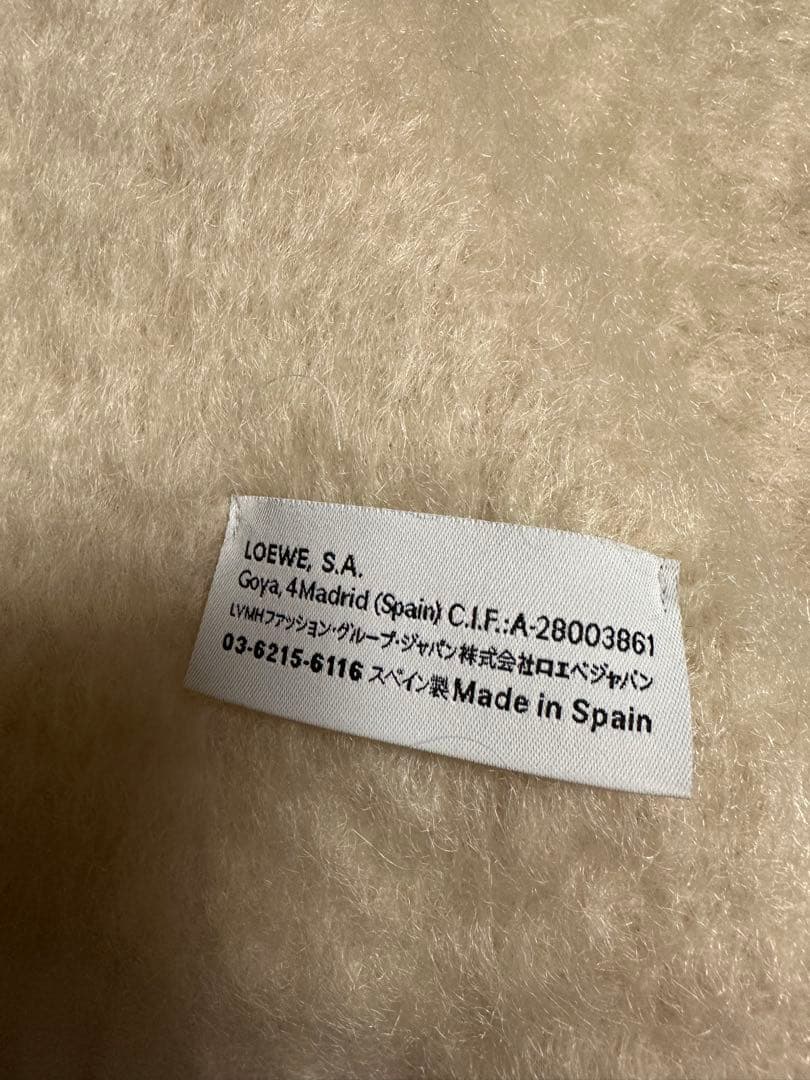 LOEWE, S.A.
Goya, 4 Madrid (Spain) C.I.F.:A-28003861
LVMHファッション・グループ・ジャパン株式会社ロエベジャパン
03-6215-6116 スペイン製 Made in Spain